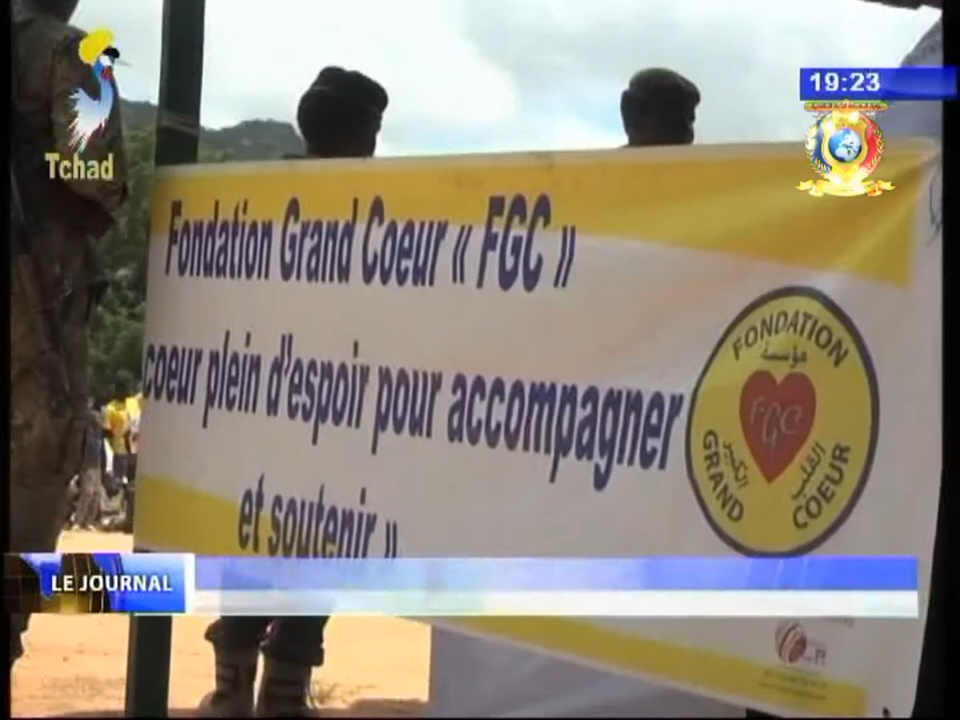 19:23
Tchad
Fondation Grand Coeur « FGC »
coeur plein d'espoir pour accompagner
et soutenir »
FONDATION
مؤسسة
FGC
القلب
الكبير
GRAND
COEUR
LE JOURNAL